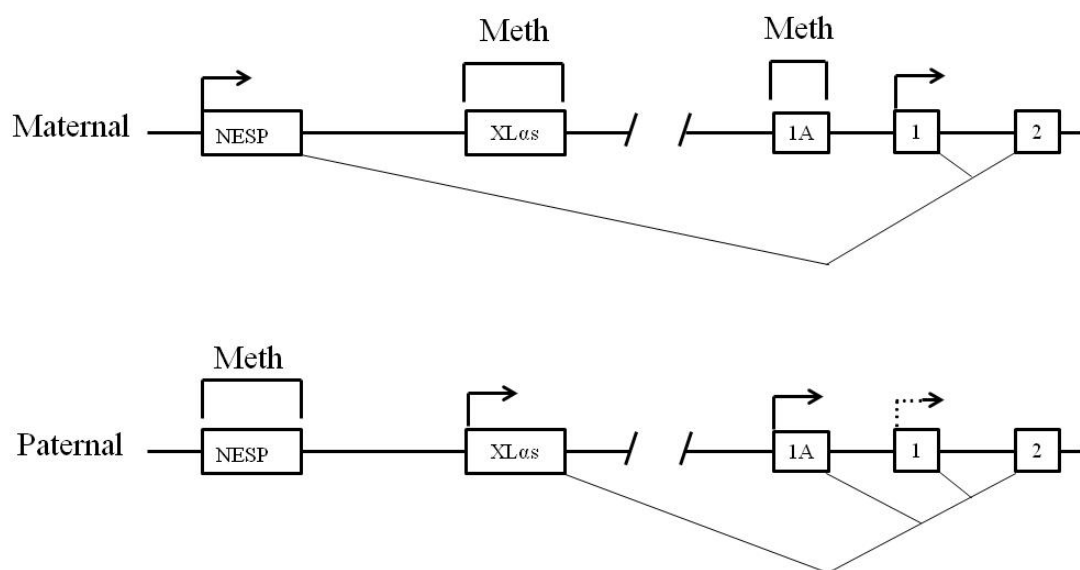 Meth Meth
Maternal NESP XLαs 1A 1 2
Meth
Paternal NESP XLαs 1A 1 2